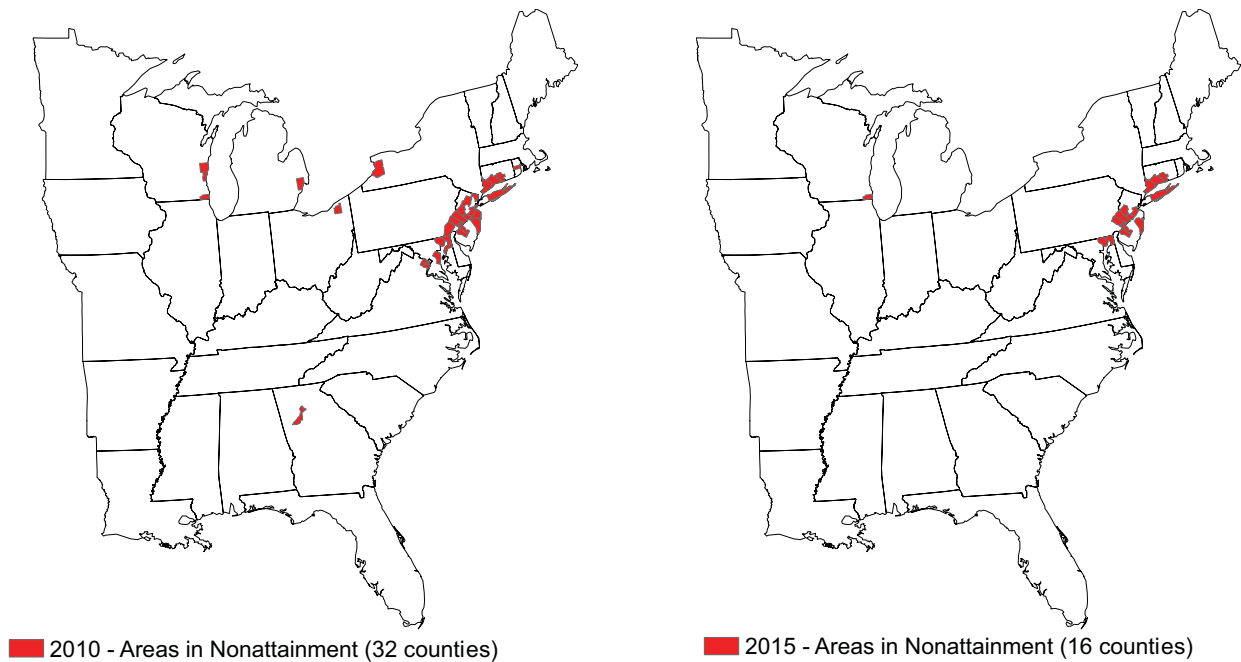 2010 - Areas in Nonattainment (32 counties)
2015 - Areas in Nonattainment (16 counties)